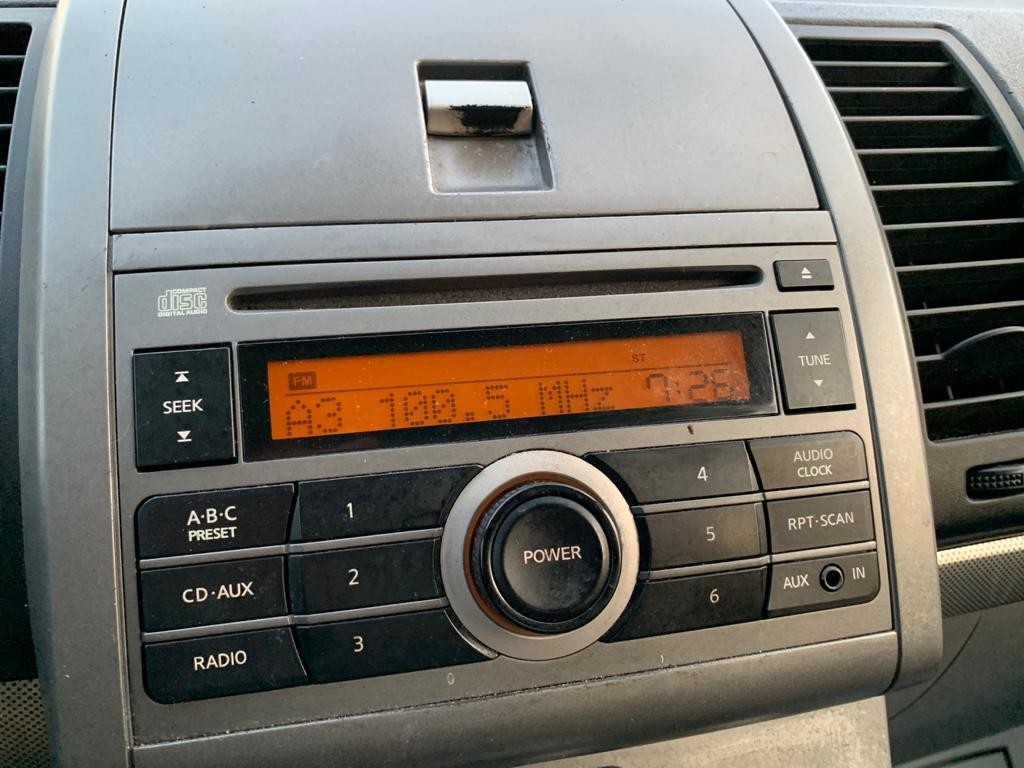 COMPACT
disc
DIGITAL AUDIO
SEEK
FM
ST
A3 100.5 MHz 7:26
TUNE
A·B·C
PRESET
1
4
AUDIO
CLOCK
CD·AUX
2
POWER
5
RPT·SCAN
RADIO
3
6
AUX IN